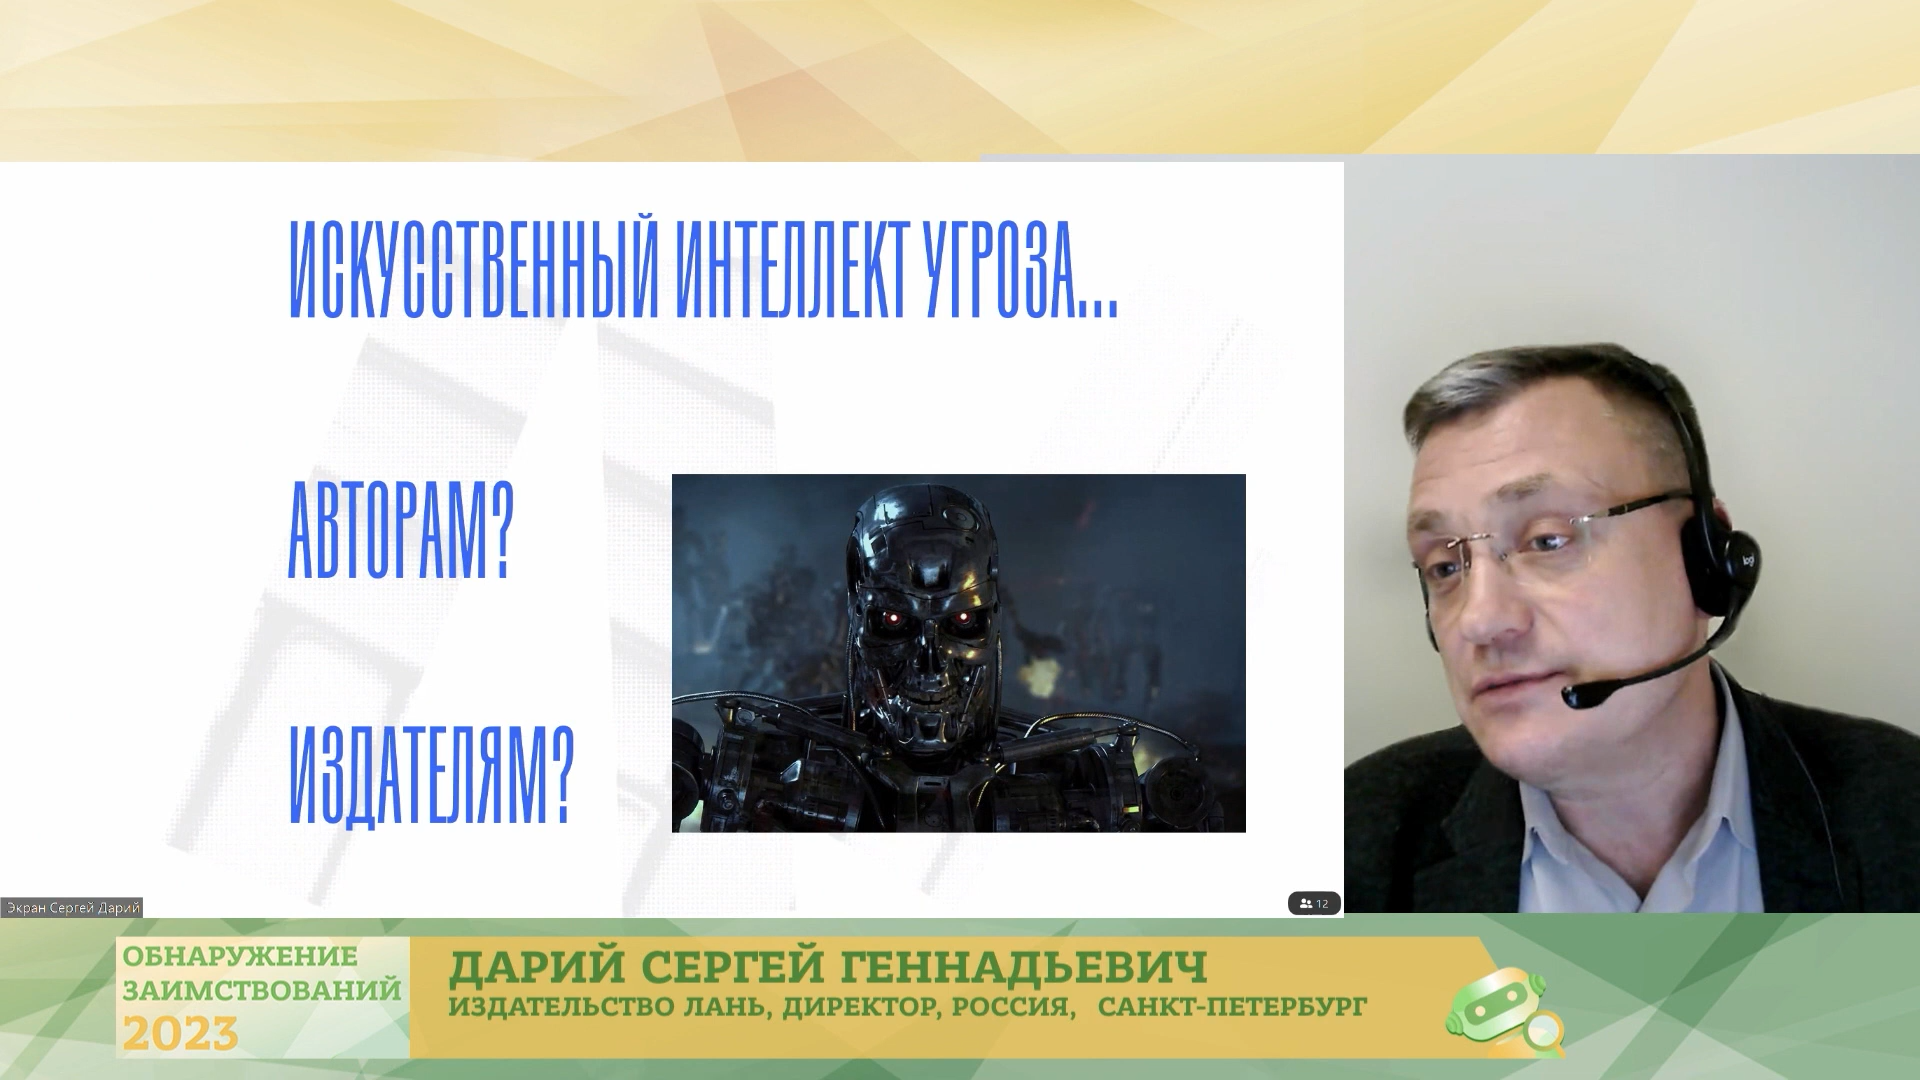 ИСКУССТВЕННЫЙ ИНТЕЛЛЕКТ УГРОЗА...
АВТОРАМ?
ИЗДАТЕЛЯМ?
logi
Экран Сергей Дарий
12
ОБНАРУЖЕНИЕ
ЗАИМСТВОВАНИЙ
2023
ДАРИЙ СЕРГЕЙ ГЕННАДЬЕВИЧ
ИЗДАТЕЛЬСТВО ЛАНЬ, ДИРЕКТОР, РОССИЯ, САНКТ-ПЕТЕРБУРГ